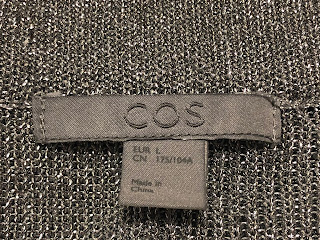 COS
EUR L
CN 175/104A
Made in
China